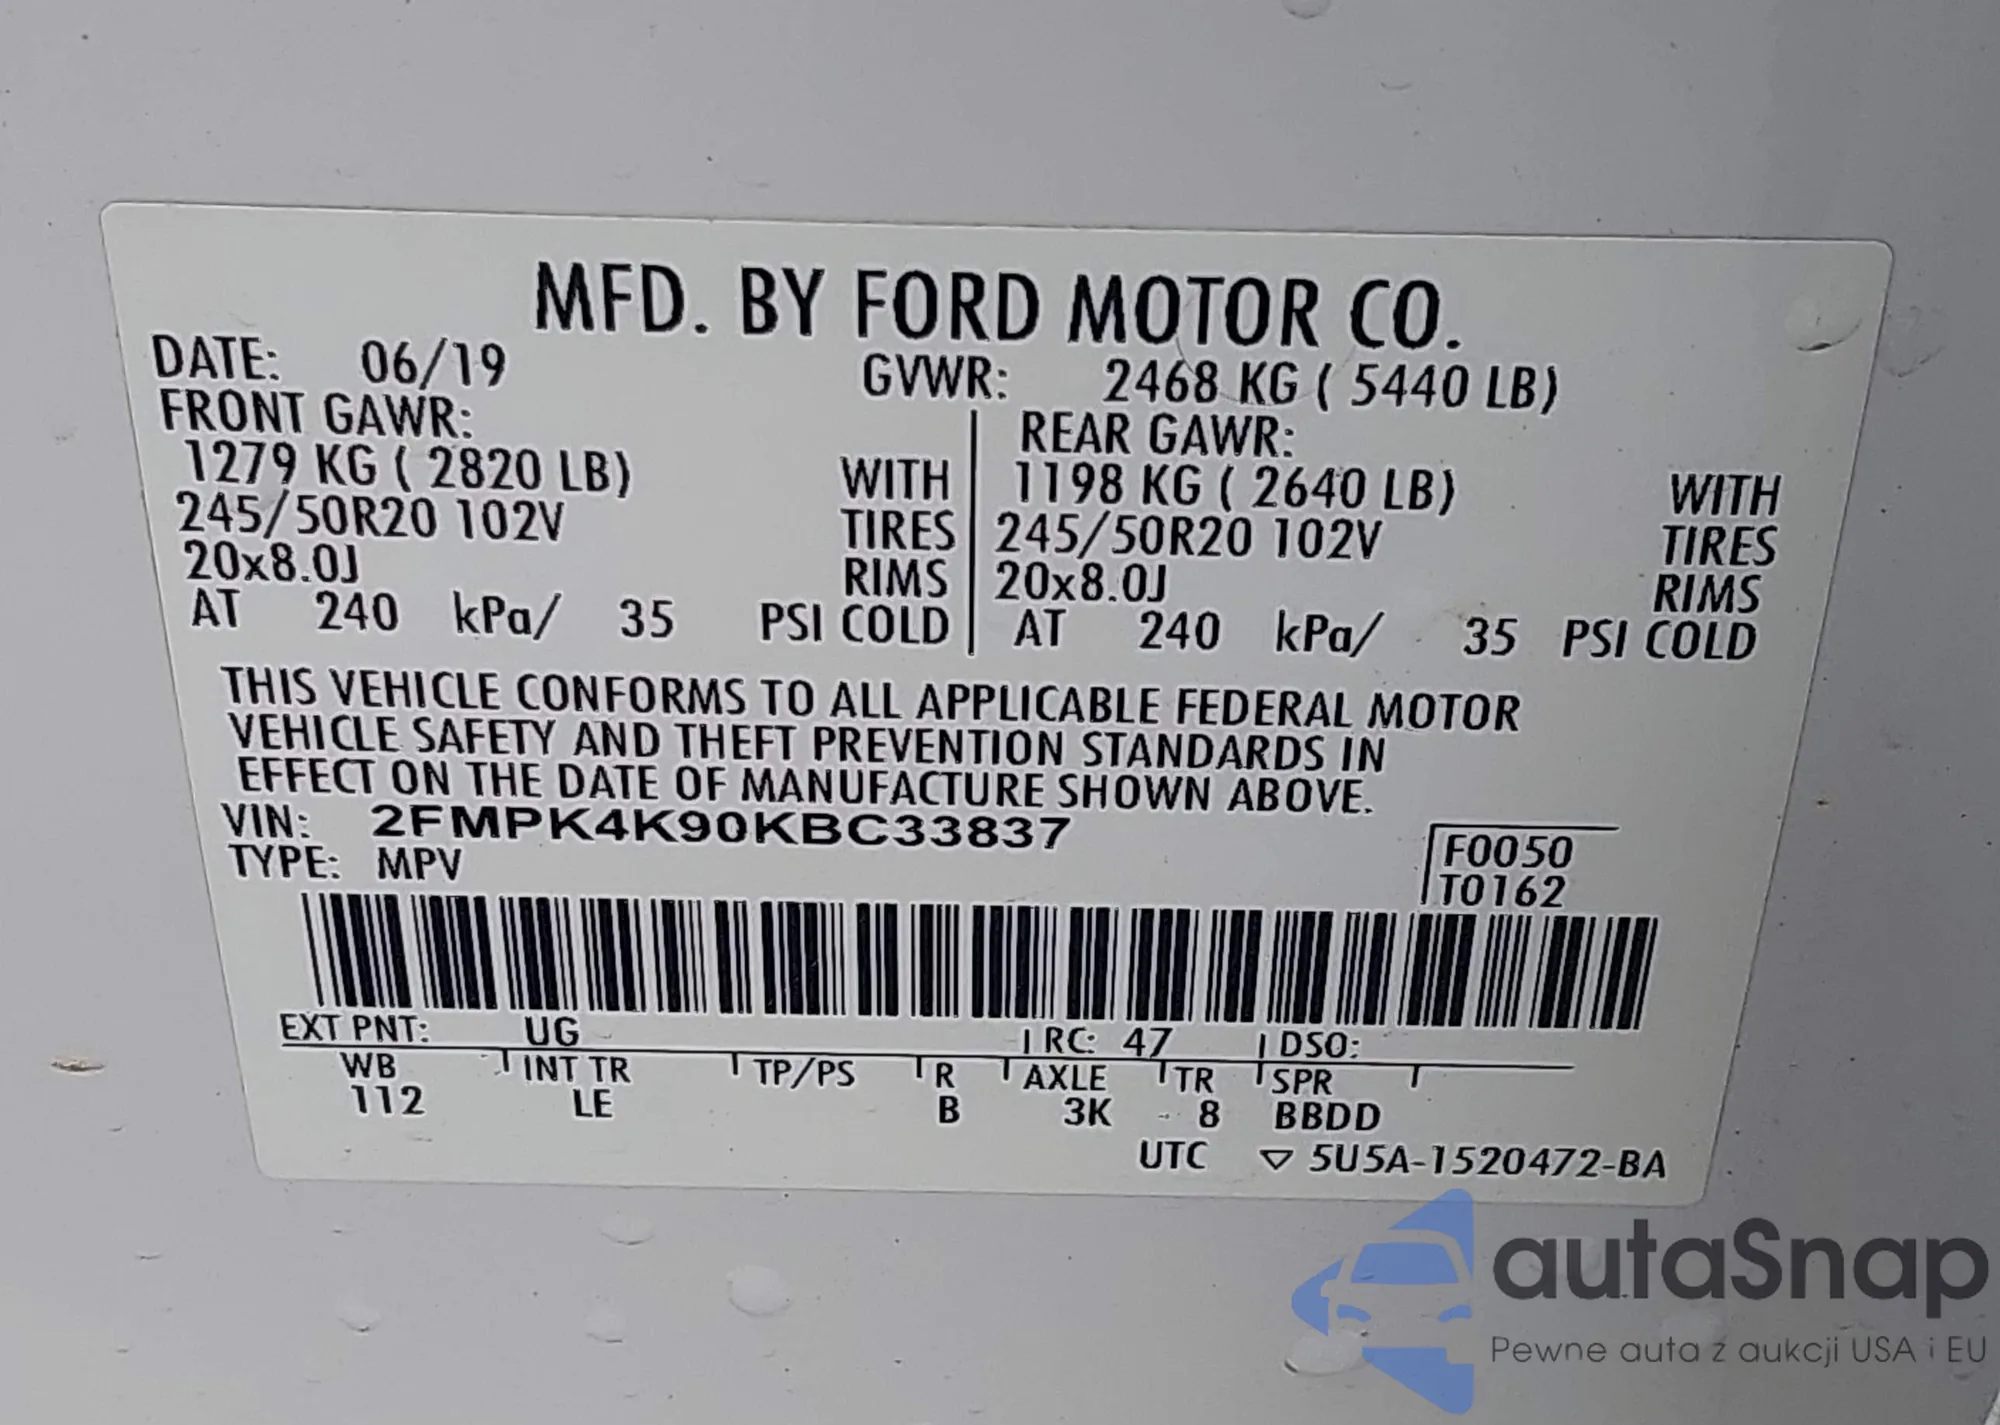 MFD. BY FORD MOTOR CO.
DATE: 06/19 GVWR: 2468 KG ( 5440 LB)
FRONT GAWR: REAR GAWR:
1279 KG ( 2820 LB) WITH 1198 KG ( 2640 LB) WITH
245/50R20 102V TIRES 245/50R20 102V TIRES
20x8.0J RIMS 20x8.0J RIMS
AT 240 kPa/ 35 PSI COLD AT 240 kPa/ 35 PSI COLD
THIS VEHICLE CONFORMS TO ALL APPLICABLE FEDERAL MOTOR
VEHICLE SAFETY AND THEFT PREVENTION STANDARDS IN
EFFECT ON THE DATE OF MANUFACTURE SHOWN ABOVE.
VIN: 2FMPK4K90KBC33837
TYPE: MPV
F0050
T0162
EXT PNT: UG RC: 47 DSO:
WB INT TR TP/PS R AXLE TR SPR
112 LE B 3K 8 BBDD
UTC ▽ 5U5A-1520472-BA
autaSnap
Pewne auta z aukcji USA i EU